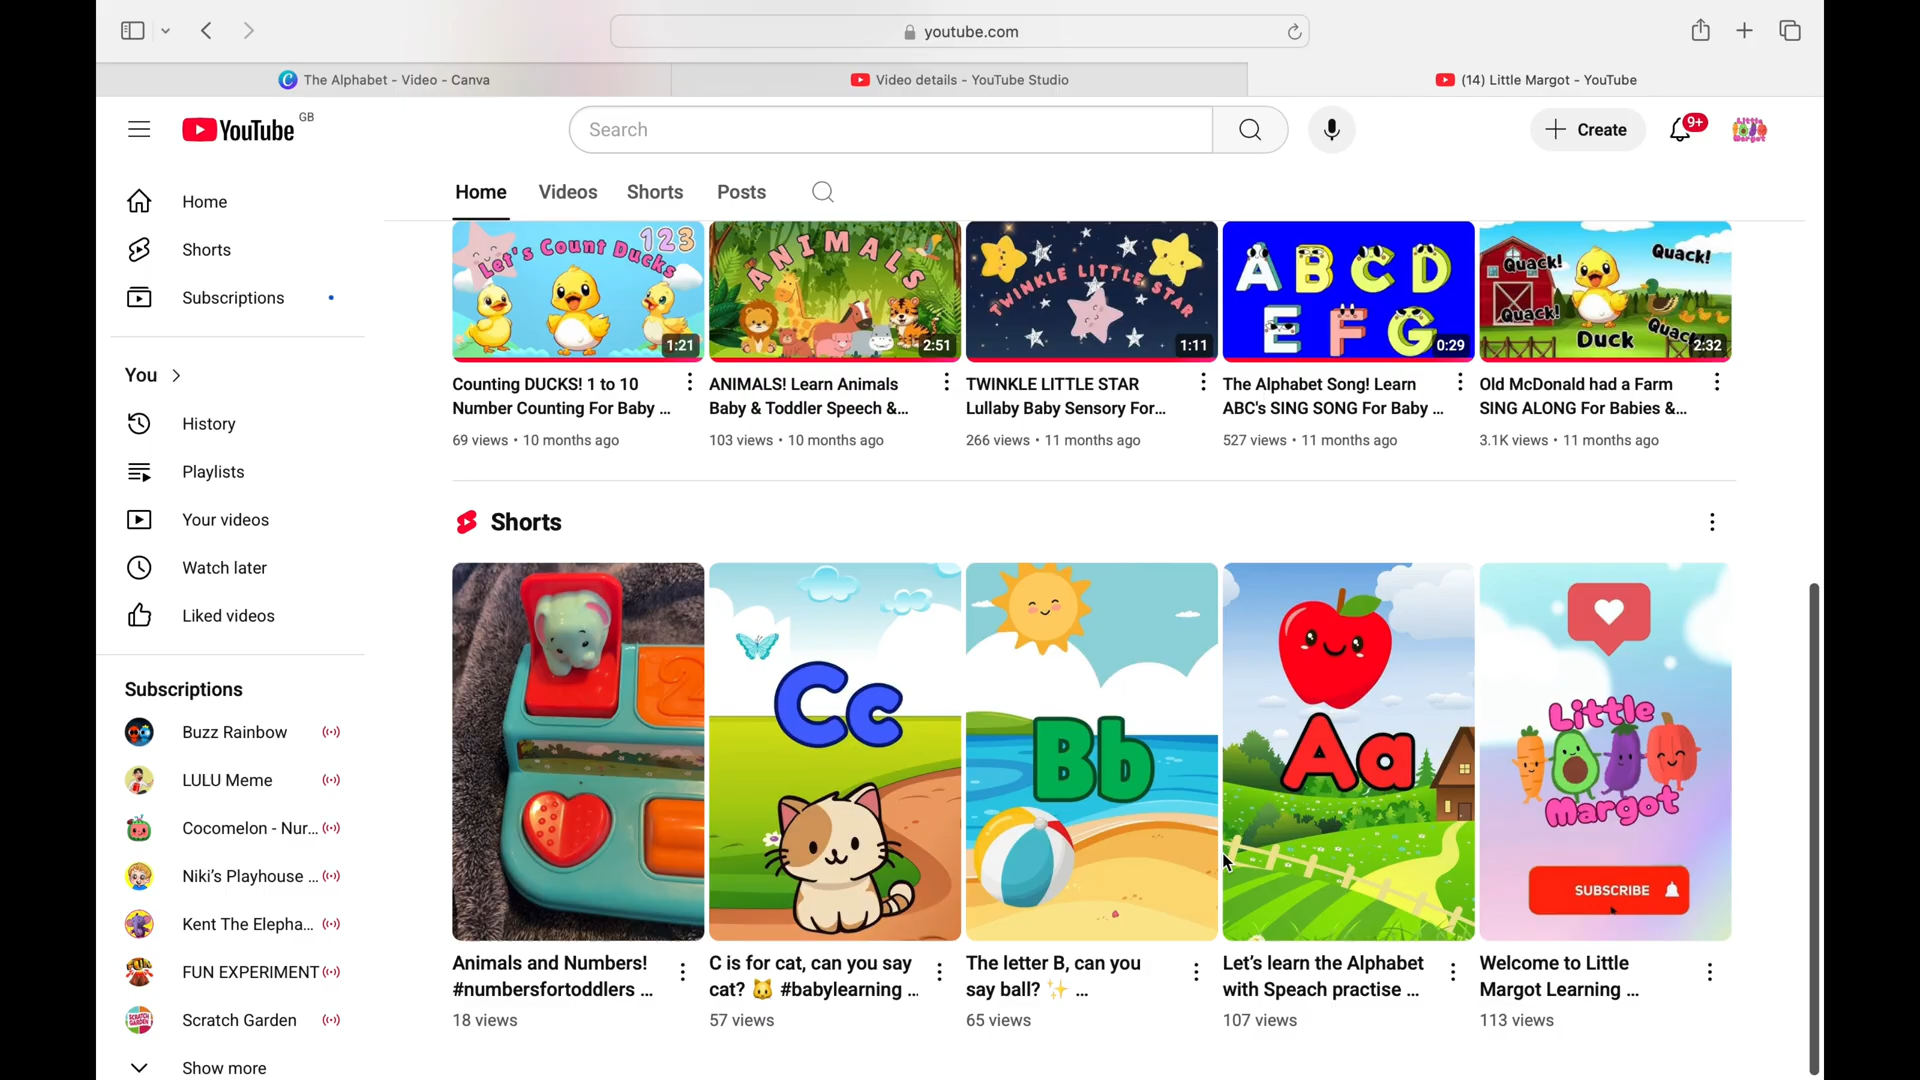 youtube.com
The Alphabet - Video - Canva
Video details - YouTube Studio
(14) Little Margot - YouTube
YouTube GB
Search
Create
9+
Little Margot
Home
Shorts
Subscriptions
You
History
Playlists
Your videos
Watch later
Liked videos
Subscriptions
Buzz Rainbow
LULU Meme
Cocomelon - Nur...
Niki’s Playhouse ...
Kent The Elepha...
FUN EXPERIMENT
Scratch Garden
Show more
Home Videos Shorts Posts
Let's Count Ducks
123
1:21
Counting DUCKS! 1 to 10
Number Counting For Baby ...
69 views • 10 months ago
ANIMALS
2:51
ANIMALS! Learn Animals
Baby & Toddler Speech &...
103 views • 10 months ago
TWINKLE LITTLE STAR
1:11
TWINKLE LITTLE STAR
Lullaby Baby Sensory For...
266 views • 11 months ago
A B C D
E F G
0:29
The Alphabet Song! Learn
ABC's SING SONG For Baby ...
527 views • 11 months ago
Quack!
Quack!
Quack!
Quack
Duck
2:32
Old McDonald had a Farm
SING ALONG For Babies &...
3.1K views • 11 months ago
Shorts
2
Animals and Numbers!
#numbersfortoddlers ...
18 views
Cc
C is for cat, can you say
cat? 🐱 #babylearning ...
57 views
Bb
The letter B, can you
say ball? ✨ ...
65 views
Aa
Let’s learn the Alphabet
with Speach practise ...
107 views
Little
Margot
SUBSCRIBE
Welcome to Little
Margot Learning ...
113 views